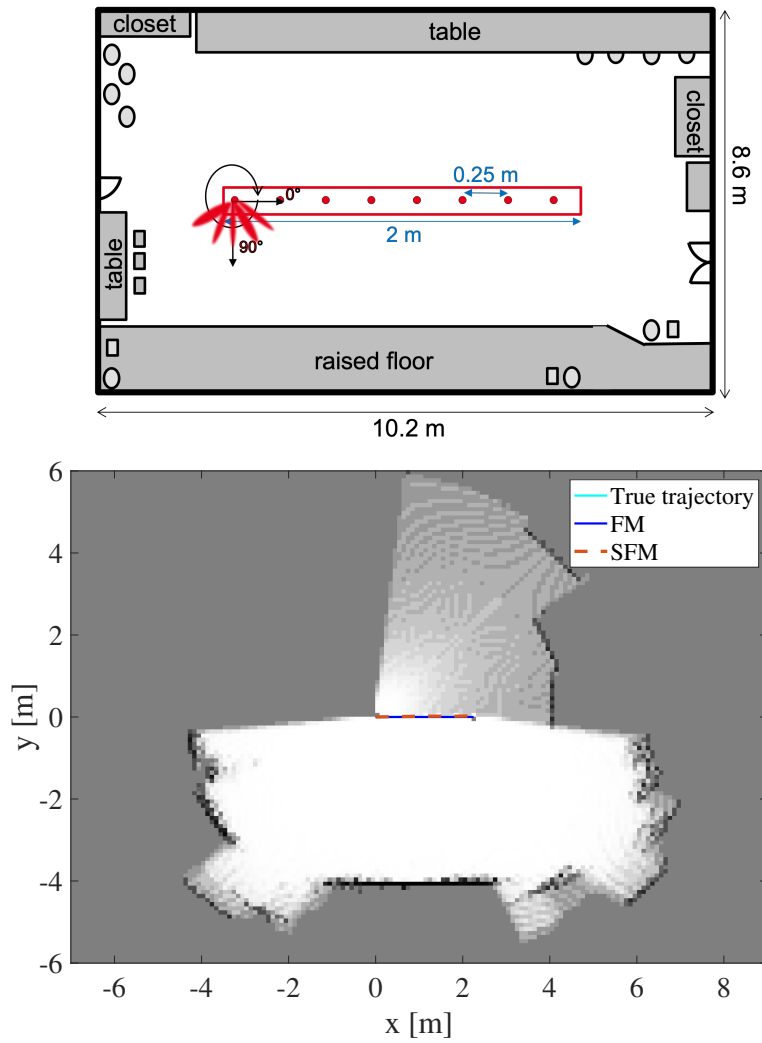 closet
table
closet
8.6 m
0.25 m
0°
2 m
90°
table
raised floor
10.2 m
6
4
2
0
-2
-4
-6
y [m]
True trajectory
FM
SFM
-6
-4
-2
0
2
4
6
8
x [m]